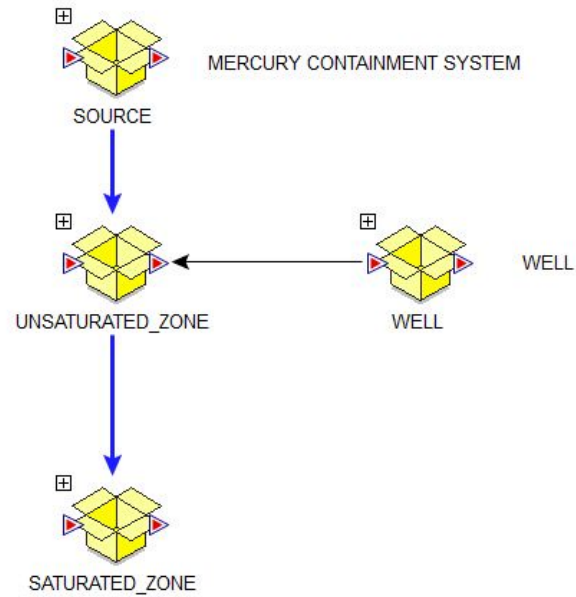 MERCURY CONTAINMENT SYSTEM
SOURCE
WELL
UNSATURATED_ZONE
WELL
SATURATED_ZONE